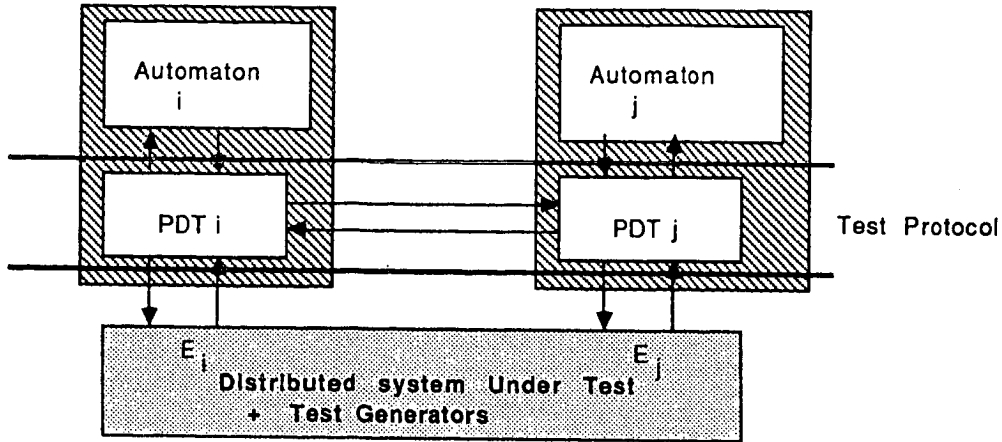 Automaton
i
Automaton
j
PDT i
PDT j
Test Protocol
E i
E j
Distributed system Under Test
+ Test Generators